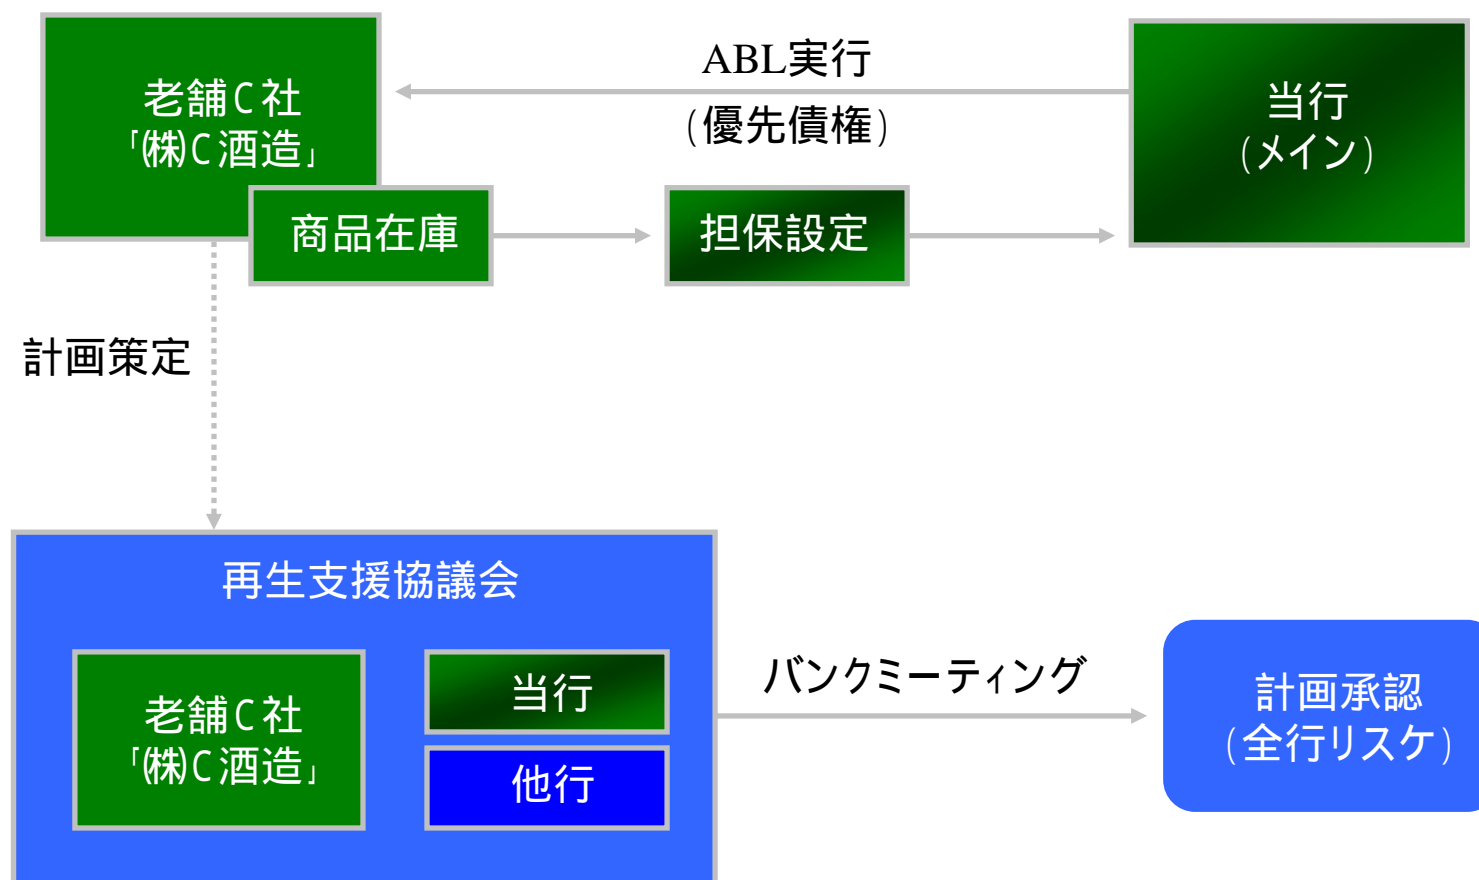 老舗C社
「㈱C酒造」
商品在庫
ABL実行
(優先債権)
担保設定
当行
(メイン)
計画策定
再生支援協議会
老舗C社
「㈱C酒造」
当行
他行
バンクミーティング
計画承認
(全行リスケ)